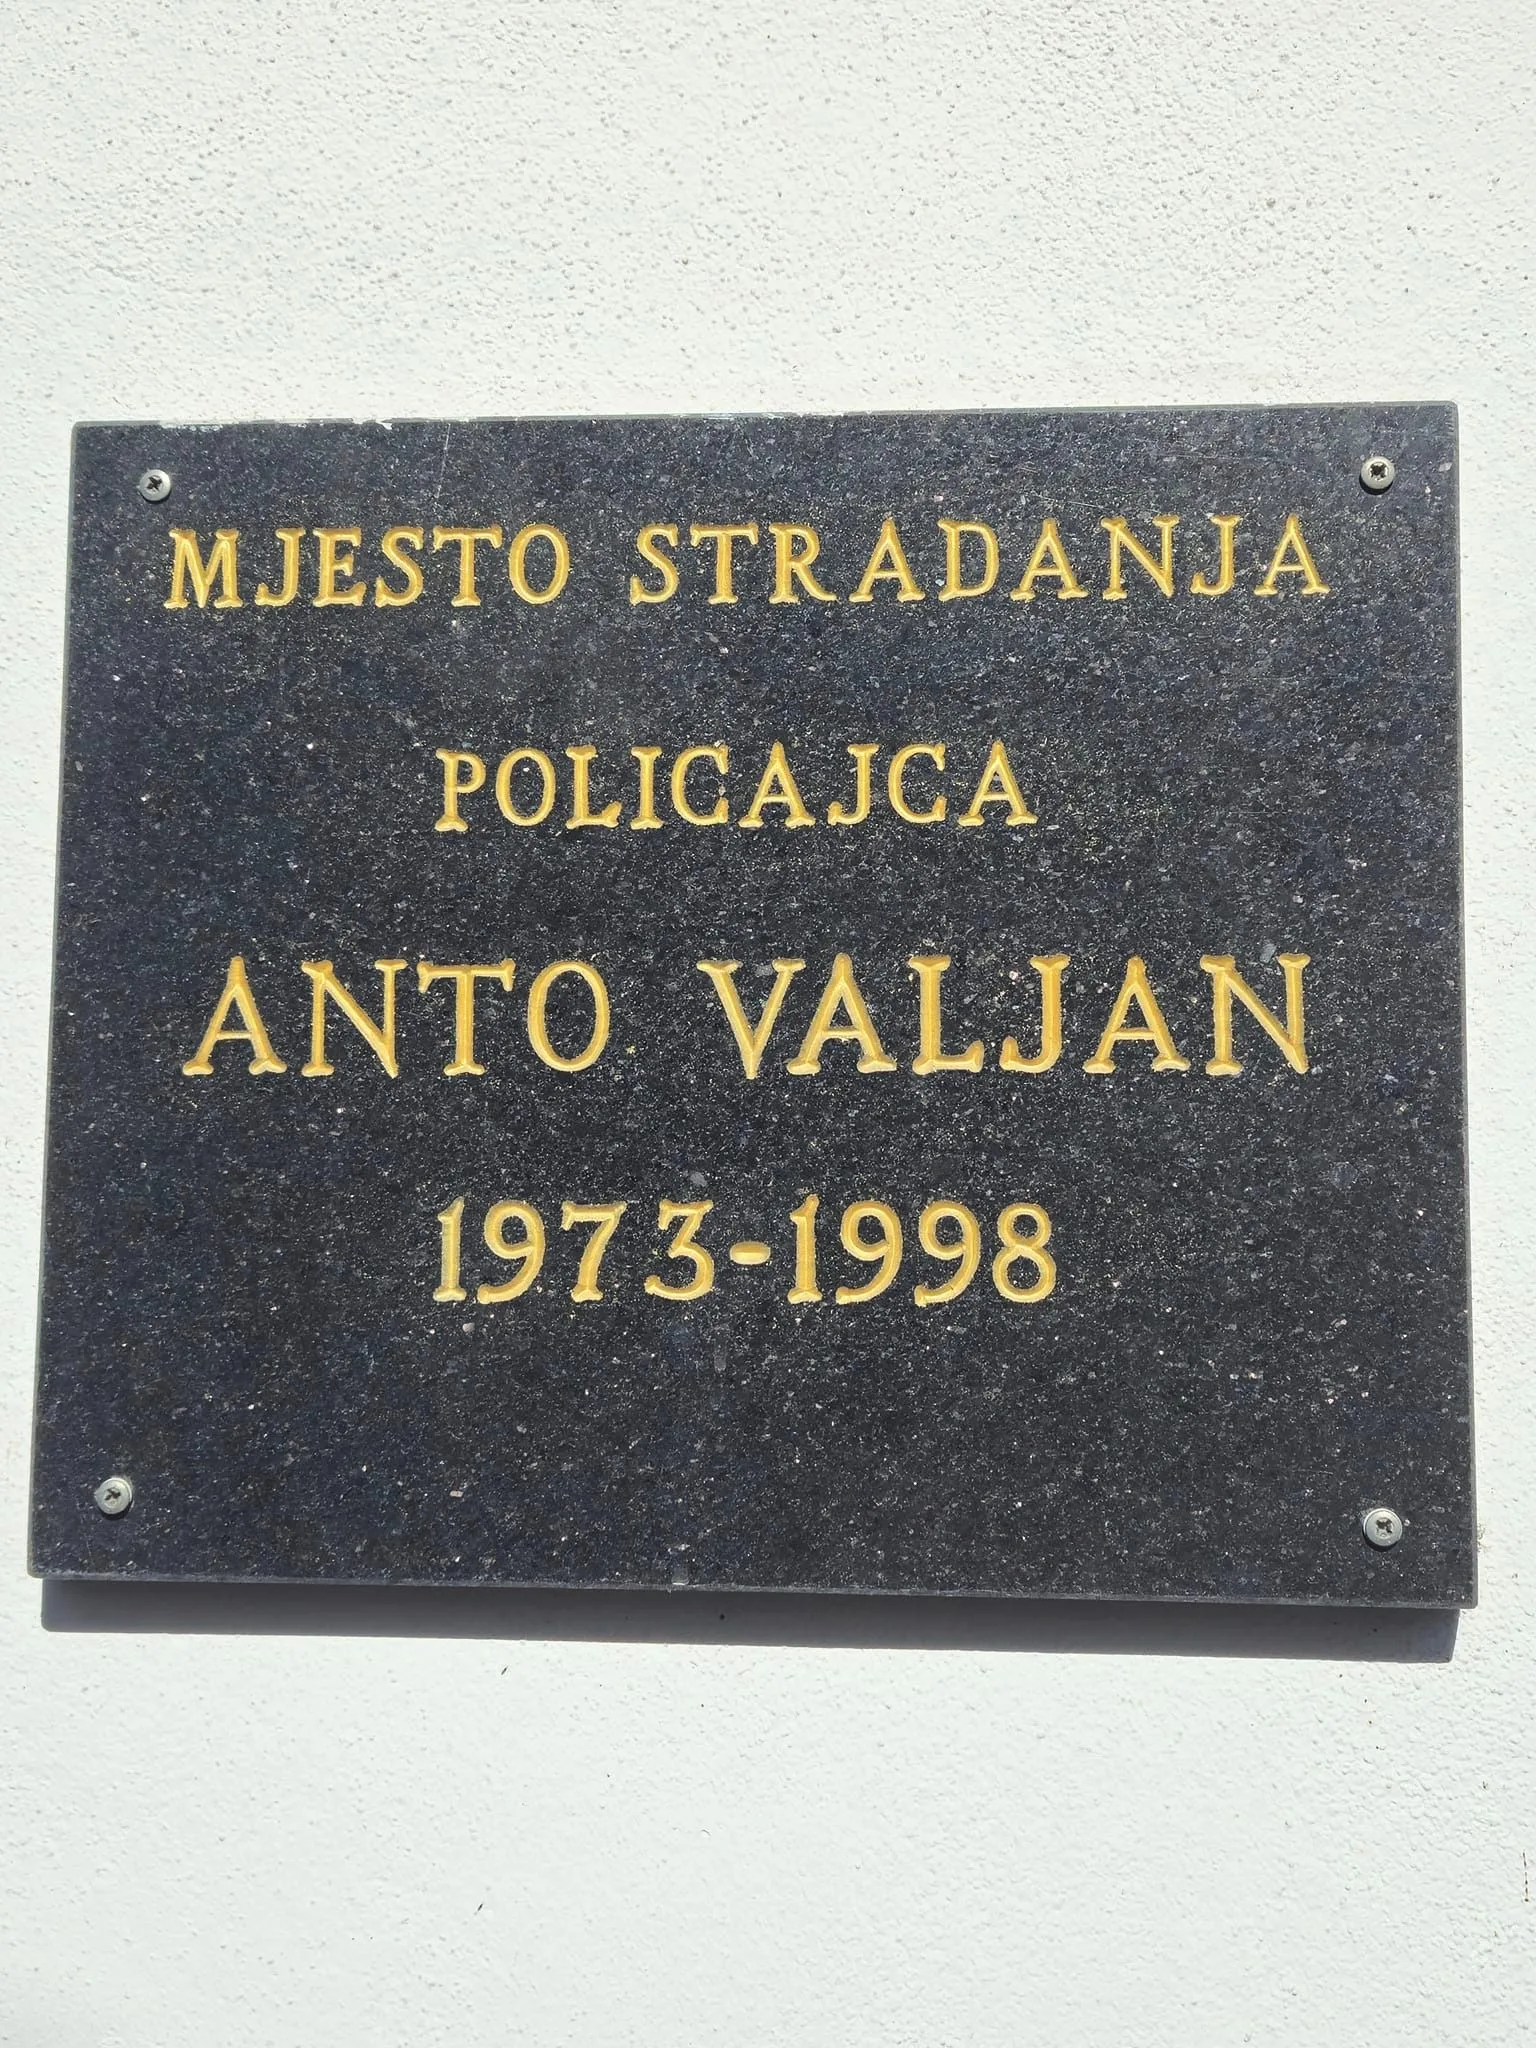 MJESTO STRADANJA
POLICAJCA
ANTO VALJAN
1973-1998